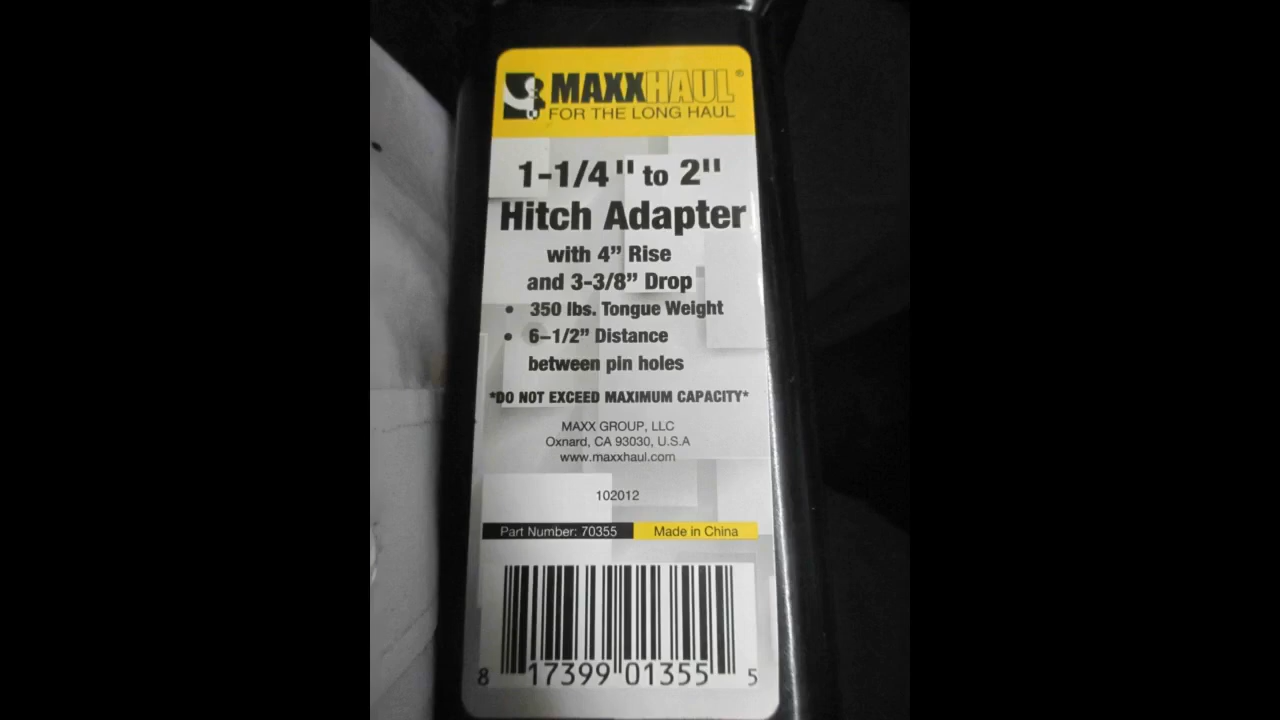 MAXXHAUL®
FOR THE LONG HAUL
1-1/4" to 2"
Hitch Adapter
with 4” Rise
and 3-3/8” Drop
• 350 lbs. Tongue Weight
• 6–1/2” Distance
between pin holes
*DO NOT EXCEED MAXIMUM CAPACITY*
MAXX GROUP, LLC
Oxnard, CA 93030, U.S.A
www.maxxhaul.com
102012
Part Number: 70355 Made in China
8 17399 01355 5